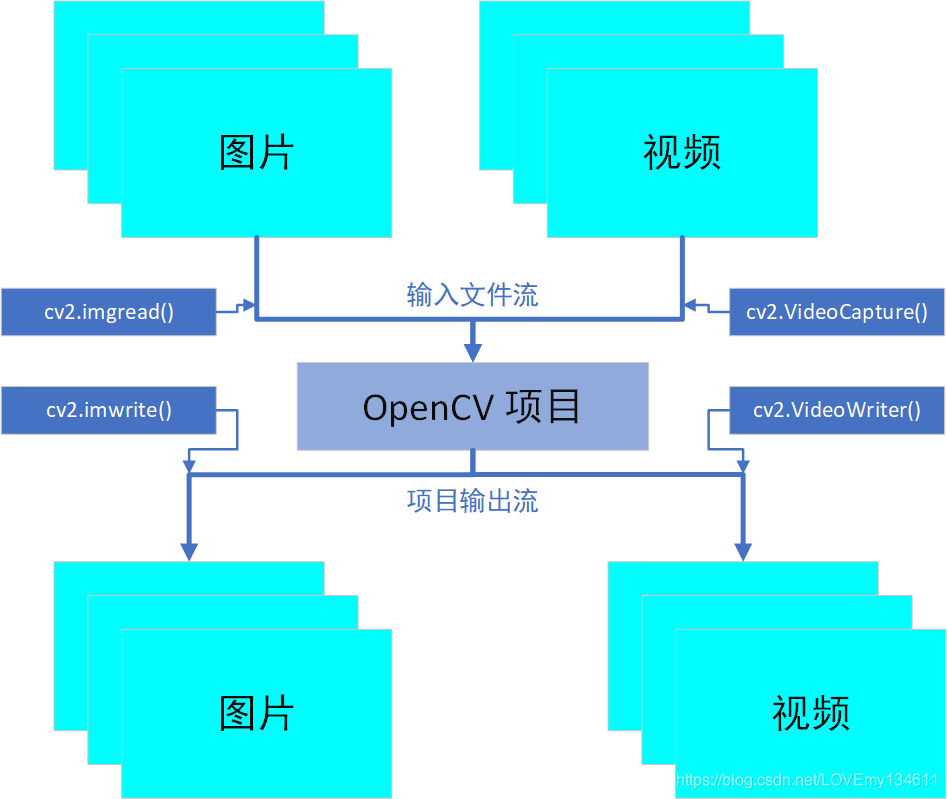 图片
视频
输入文件流
cv2.imgread()
cv2.VideoCapture()
OpenCV 项目
cv2.imwrite()
cv2.VideoWriter()
项目输出流
图片
视频
https://blog.csdn.net/LOVEmy134611